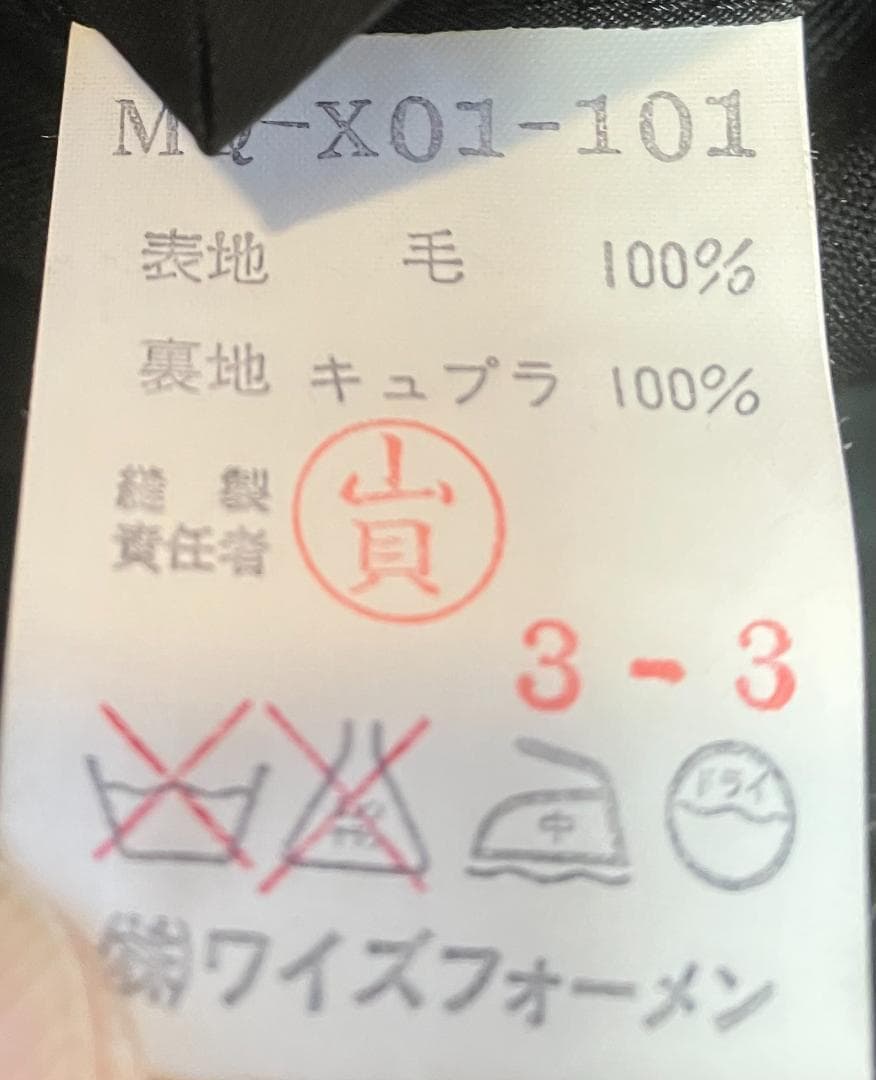 MQ-X01-101
表地 毛 100%
裏地 キュプラ 100%
縫製
責任者
山貝
3-3
中
ドライ
㈱ワイズフォーメン